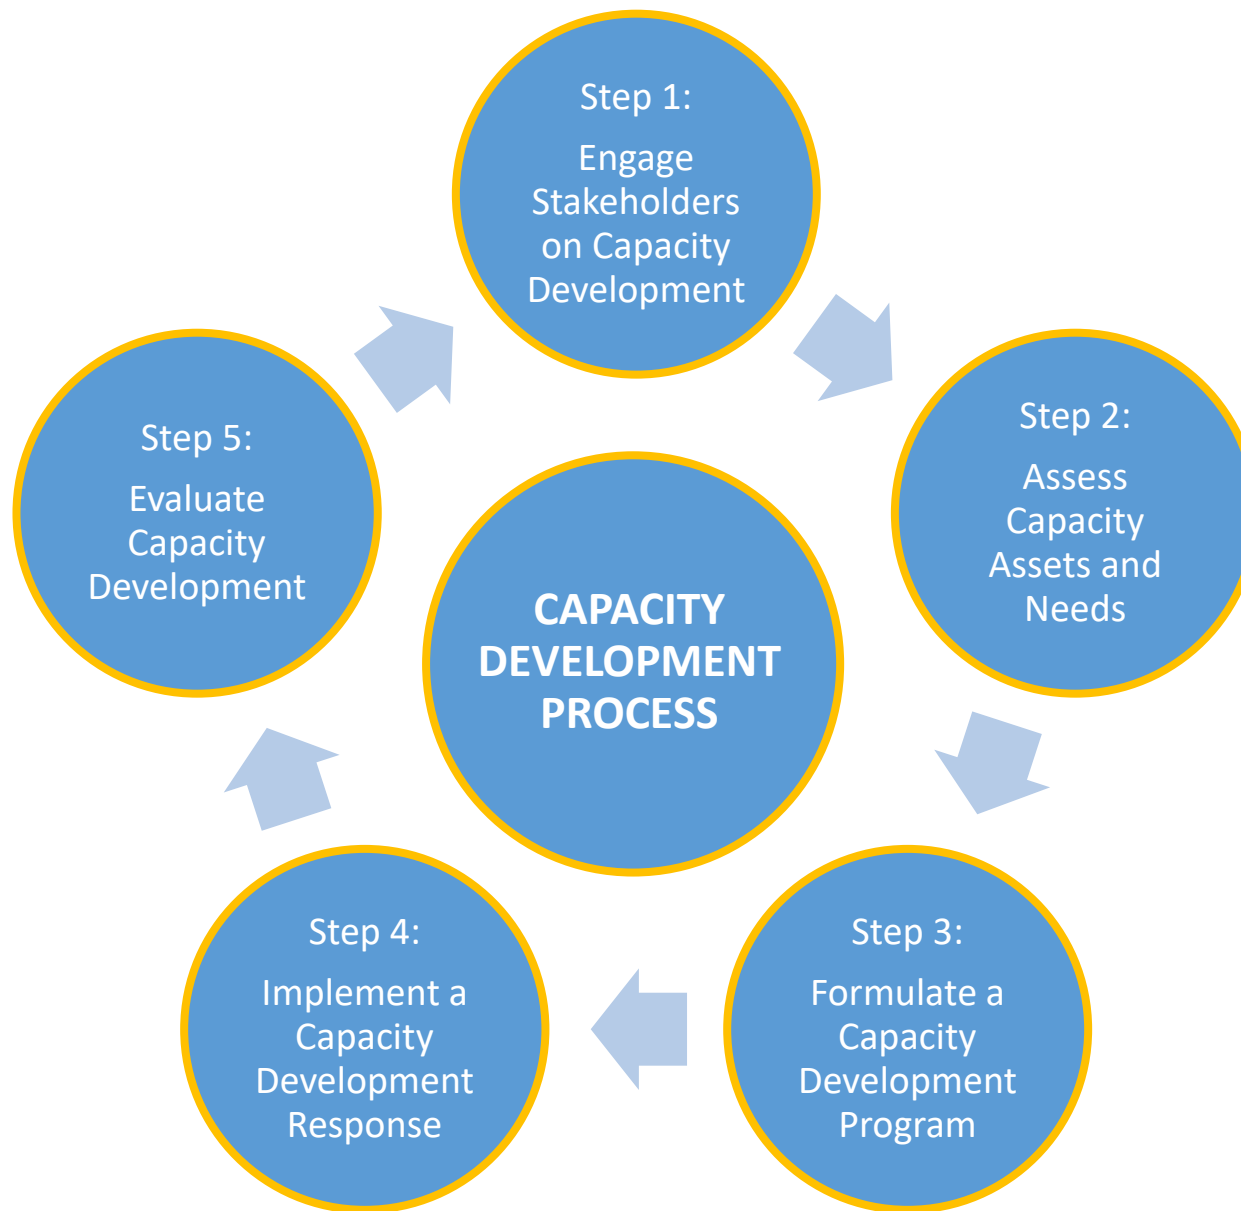 Step 1:
Engage
Stakeholders
on Capacity
Development
Step 2:
Assess
Capacity
Assets and
Needs
Step 3:
Formulate a
Capacity
Development
Program
Step 4:
Implement a
Capacity
Development
Response
Step 5:
Evaluate
Capacity
Development
CAPACITY
DEVELOPMENT
PROCESS